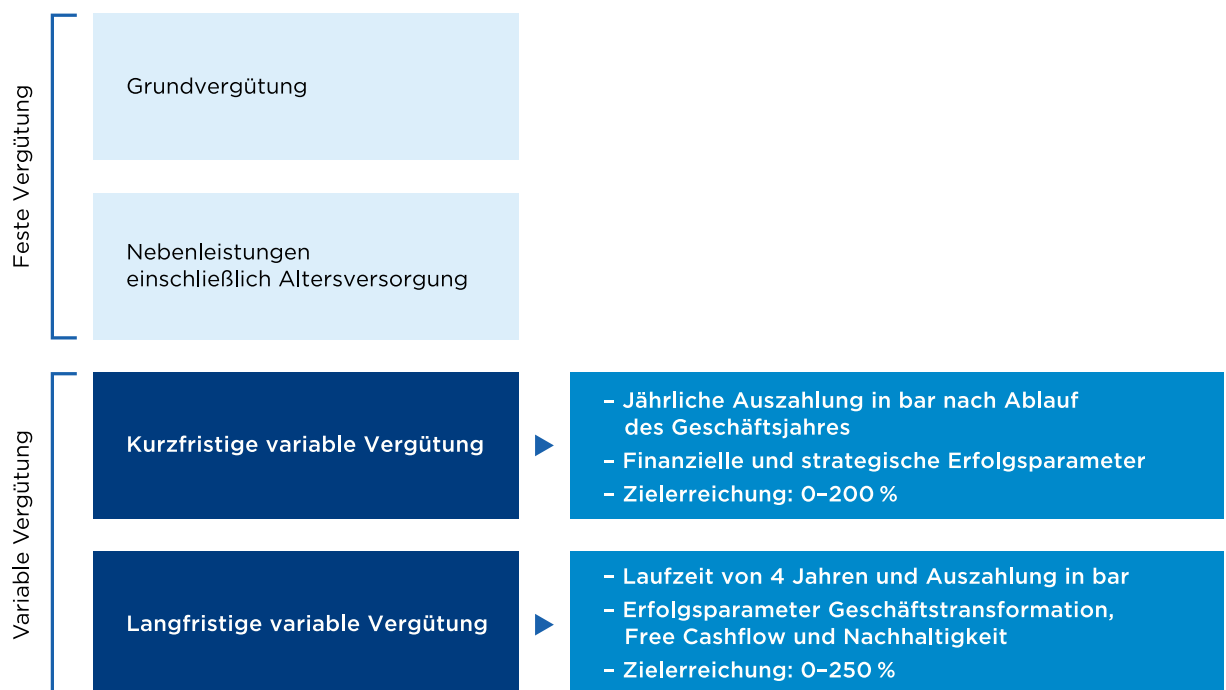 Feste Vergütung
Grundvergütung
Nebenleistungen
einschließlich Altersversorgung
Variable Vergütung
Kurzfristige variable Vergütung
– Jährliche Auszahlung in bar nach Ablauf
des Geschäftsjahres
– Finanzielle und strategische Erfolgsparameter
– Zielerreichung: 0–200 %
Langfristige variable Vergütung
– Laufzeit von 4 Jahren und Auszahlung in bar
– Erfolgsparameter Geschäftstransformation,
Free Cashflow und Nachhaltigkeit
– Zielerreichung: 0–250 %